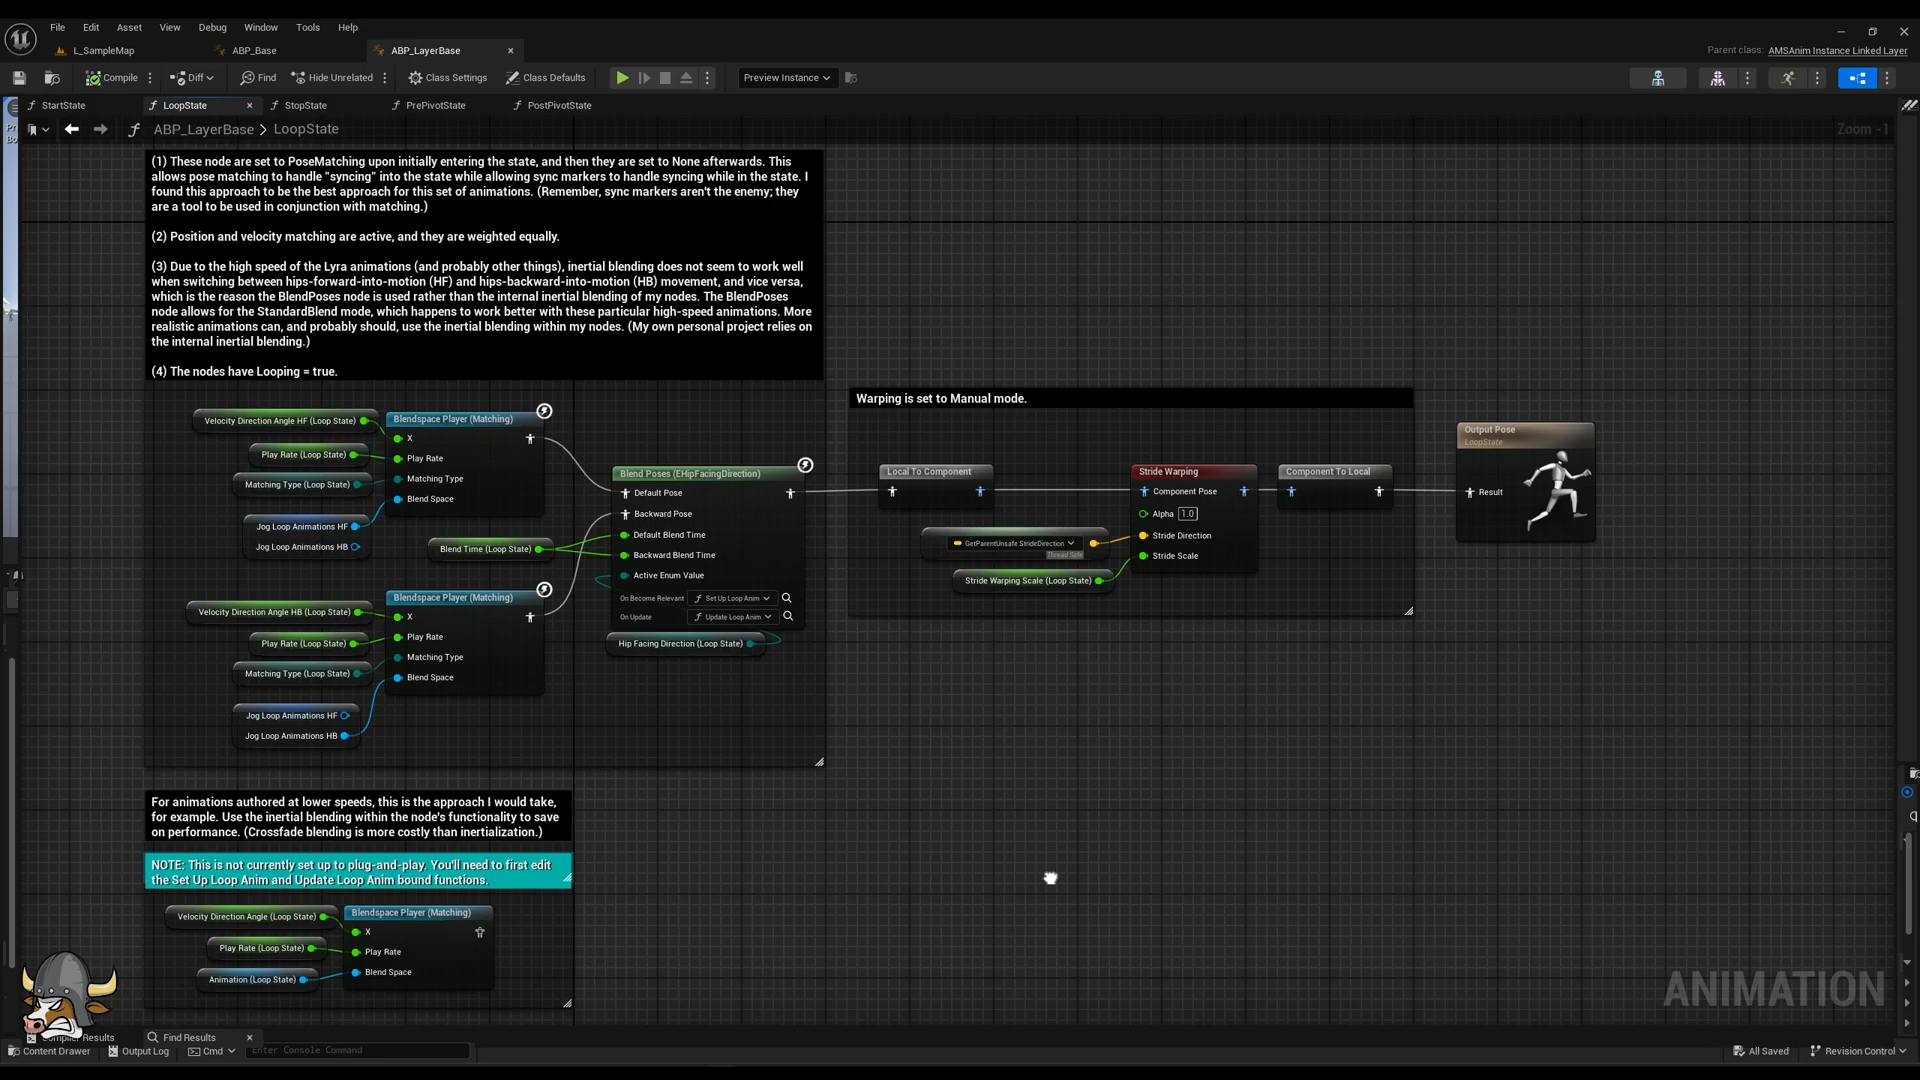 File Edit Asset View Debug Window Tools Help
L_SampleMap ABP_Base ABP_LayerBase
Parent class: AMSAnim Instance Linked Layer
Compile Diff Find Hide Unrelated Class Settings Class Defaults Preview Instance
StartState LoopState StopState PrePivotState PostPivotState
ABP_LayerBase > LoopState
Zoom -1
(1) These node are set to PoseMatching upon initially entering the state, and then they are set to None afterwards. This
allows pose matching to handle "syncing" into the state while allowing sync markers to handle syncing while in the state. I
found this approach to be the best approach for this set of animations. (Remember, sync markers aren't the enemy; they
are a tool to be used in conjunction with matching.)
(2) Position and velocity matching are active, and they are weighted equally.
(3) Due to the high speed of the Lyra animations (and probably other things), inertial blending does not seem to work well
when switching between hips-forward-into-motion (HF) and hips-backward-into-motion (HB) movement, and vice versa,
which is the reason the BlendPoses node is used rather than the internal inertial blending of my nodes. The BlendPoses
node allows for the StandardBlend mode, which happens to work better with these particular high-speed animations. More
realistic animations can, and probably should, use the inertial blending within my nodes. (My own personal project relies on
the internal inertial blending.)
(4) The nodes have Looping = true.
Velocity Direction Angle HF (Loop State)
Play Rate (Loop State)
Matching Type (Loop State)
Jog Loop Animations HF
Jog Loop Animations HB
Blendspace Player (Matching)
X
Play Rate
Matching Type
Blend Space
Blend Time (Loop State)
Velocity Direction Angle HB (Loop State)
Play Rate (Loop State)
Matching Type (Loop State)
Jog Loop Animations HF
Jog Loop Animations HB
Blendspace Player (Matching)
X
Play Rate
Matching Type
Blend Space
Blend Poses (EHipFacingDirection)
Default Pose
Backward Pose
Default Blend Time
Backward Blend Time
Active Enum Value
On Become Relevant Set Up Loop Anim
On Update Update Loop Anim
Hip Facing Direction (Loop State)
Warping is set to Manual mode.
Local To Component
GetParentUnsafe.StrideDirection
Thread Safe
Stride Warping Scale (Loop State)
Stride Warping
Component Pose
Alpha 1.0
Stride Direction
Stride Scale
Component To Local
Output Pose
LoopState
Result
For animations authored at lower speeds, this is the approach I would take,
for example. Use the inertial blending within the node's functionality to save
on performance. (Crossfade blending is more costly than inertialization.)
NOTE: This is not currently set up to plug-and-play. You'll need to first edit
the Set Up Loop Anim and Update Loop Anim bound functions.
Velocity Direction Angle (Loop State)
Play Rate (Loop State)
Animation (Loop State)
Blendspace Player (Matching)
X
Play Rate
Blend Space
ANIMATION
Results Find Results
Content Drawer Output Log Cmd Enter Console Command All Saved Revision Control